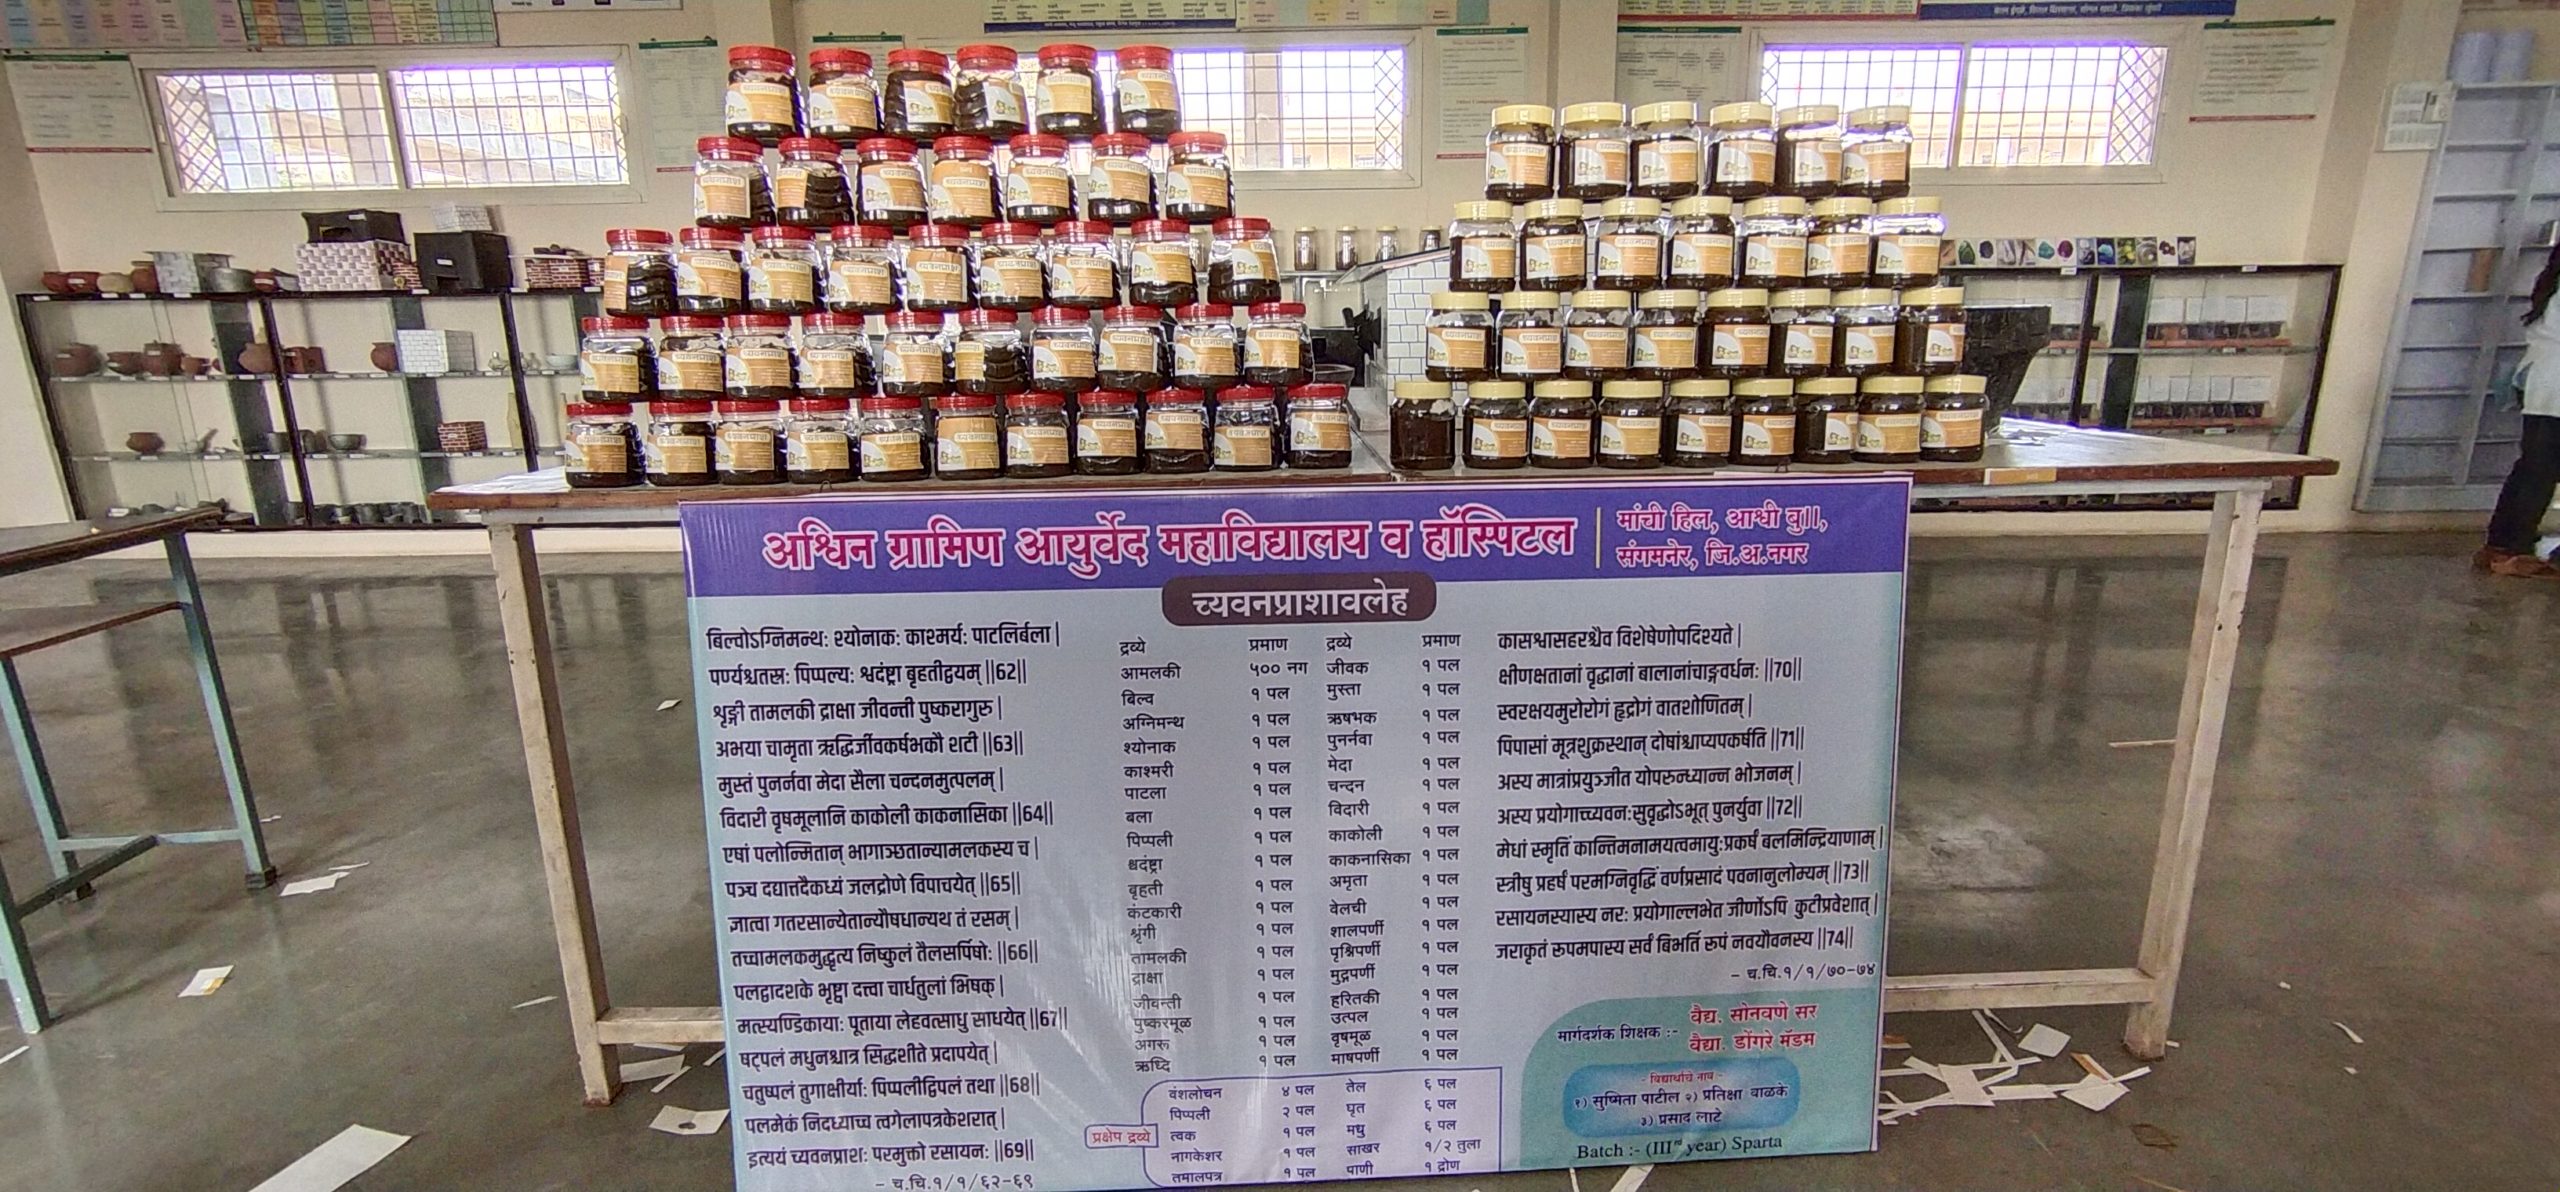 च्यवनप्राश
अश्विन ग्रामिण आयुर्वेद महाविद्यालय व हॉस्पिटल
मांची हिल, आश्वी बु॥,
संगमनेर, जि.अ.नगर
च्यवनप्राशावलेह
बिल्वोऽग्निमन्थः श्योनाकः काश्मर्यः पाटलिर्बला |
पर्ण्यश्चतस्रः पिप्पल्यः श्वदंष्ट्रा बृहतीद्वयम् ||62||
शृङ्गी तामलकी द्राक्षा जीवन्ती पुष्करागुरु |
अभया चामृता ऋद्धिर्जीवकर्षभकौ शटी ||63||
मुस्तं पुनर्नवा मेदा सैला चन्दनमुत्पलम् |
विदारी वृषमूलानि काकोली काकनासिका ||64||
एषां पलोन्मितान् भागाञ्छतान्यामलकस्य च |
पञ्च दद्यात्तदैकध्यं जलद्रोणे विपाचयेत् ||65||
ज्ञात्वा गतरसान्येतान्यौषधान्यथ तं रसम् |
तच्चामलकमुद्धृत्य निष्कुलं तैलसर्पिषोः ||66||
पलद्वादशके भृष्ट्वा दत्त्वा चार्धतुलां भिषक् |
मत्स्यण्डिकायाः पूताया लेहवत्साधु साधयेत् ||67||
षट्पलं मधुनश्चात्र सिद्धशीते प्रदापयेत् |
चतुष्पलं तुगाक्षीर्याः पिप्पलीद्विपलं तथा ||68||
पलमेकं निदध्याच्च त्वगेलापत्रकेशरात् |
इत्ययं च्यवनप्राशः परमुक्तो रसायनः ||69||
- च.चि.१/१/६२-६९
द्रव्ये प्रमाण द्रव्ये प्रमाण
आमलकी ५०० नग जीवक १ पल
बिल्व १ पल मुस्ता १ पल
अग्निमन्थ १ पल ऋषभक १ पल
श्योनाक १ पल पुनर्नवा १ पल
काश्मरी १ पल मेदा १ पल
पाटला १ पल चन्दन १ पल
बला १ पल विदारी १ पल
पिप्पली १ पल काकोली १ पल
श्वदंष्ट्रा १ पल काकनासिका १ पल
बृहती १ पल अमृता १ पल
कंटकारी १ पल वेलची १ पल
श्रृंगी १ पल शालपर्णी १ पल
तामलकी १ पल पृश्निपर्णी १ पल
द्राक्षा १ पल मुद्गपर्णी १ पल
जीवन्ती १ पल हरितकी १ पल
पुष्करमूळ १ पल उत्पल १ पल
अगरू १ पल वृषमूळ १ पल
ऋध्दि १ पल माषपर्णी १ पल
प्रक्षेप द्रव्ये
वंशलोचन ४ पल तेल ६ पल
पिप्पली २ पल घृत ६ पल
त्वक १ पल मधु ६ पल
नागकेशर १ पल साखर १/२ तुला
तमालपत्र १ पल पाणी १ द्रोण
कासश्वासहरश्चैव विशेषेणोपदिश्यते |
क्षीणक्षतानां वृद्धानां बालानांचाङ्गवर्धनः ||70||
स्वरक्षयमुरोरोगं हृद्रोगं वातशोणितम् |
पिपासां मूत्रशुक्रस्थान् दोषांश्चाप्यपकर्षति ||71||
अस्य मात्रांप्रयुञ्जीत योपरुन्ध्यान्न भोजनम् |
अस्य प्रयोगाच्च्यवनःसुवृद्धोऽभूत् पुनर्युवा ||72||
मेधां स्मृतिं कान्तिमनामयत्वमायुःप्रकर्षं बलमिन्द्रियाणाम् |
स्त्रीषु प्रहर्षं परमग्निवृद्धिं वर्णप्रसादं पवनानुलोम्यम् ||73||
रसायनस्यास्य नरः प्रयोगाल्लभेत जीर्णोऽपि कुटीप्रवेशात् |
जराकृतं रूपमपास्य सर्वं बिभर्ति रूपं नवयौवनस्य ||74||
- च.चि.१/१/७०-७४
मार्गदर्शक शिक्षक :- वैद्य. सोनवणे सर
वैद्या. डोंगरे मॅडम
- विद्यार्थ्यांचे नाव -
१) सुष्मिता पाटील २) प्रतिक्षा वाळके
३) प्रसाद लाटे
Batch :- (IIIrd year) Sparta